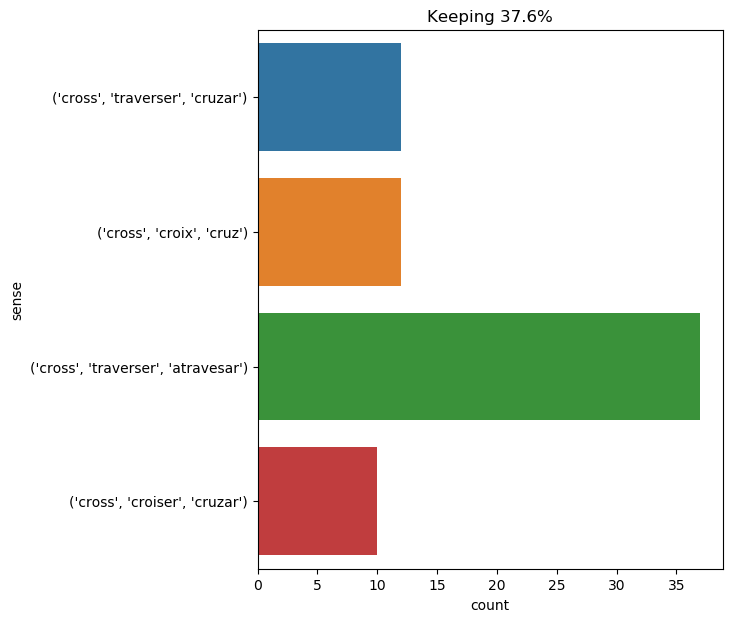 Keeping 37.6%
('cross', 'traverser', 'cruzar')
('cross', 'croix', 'cruz')
('cross', 'traverser', 'atravesar')
('cross', 'croiser', 'cruzar')
sense
0 5 10 15 20 25 30 35
count